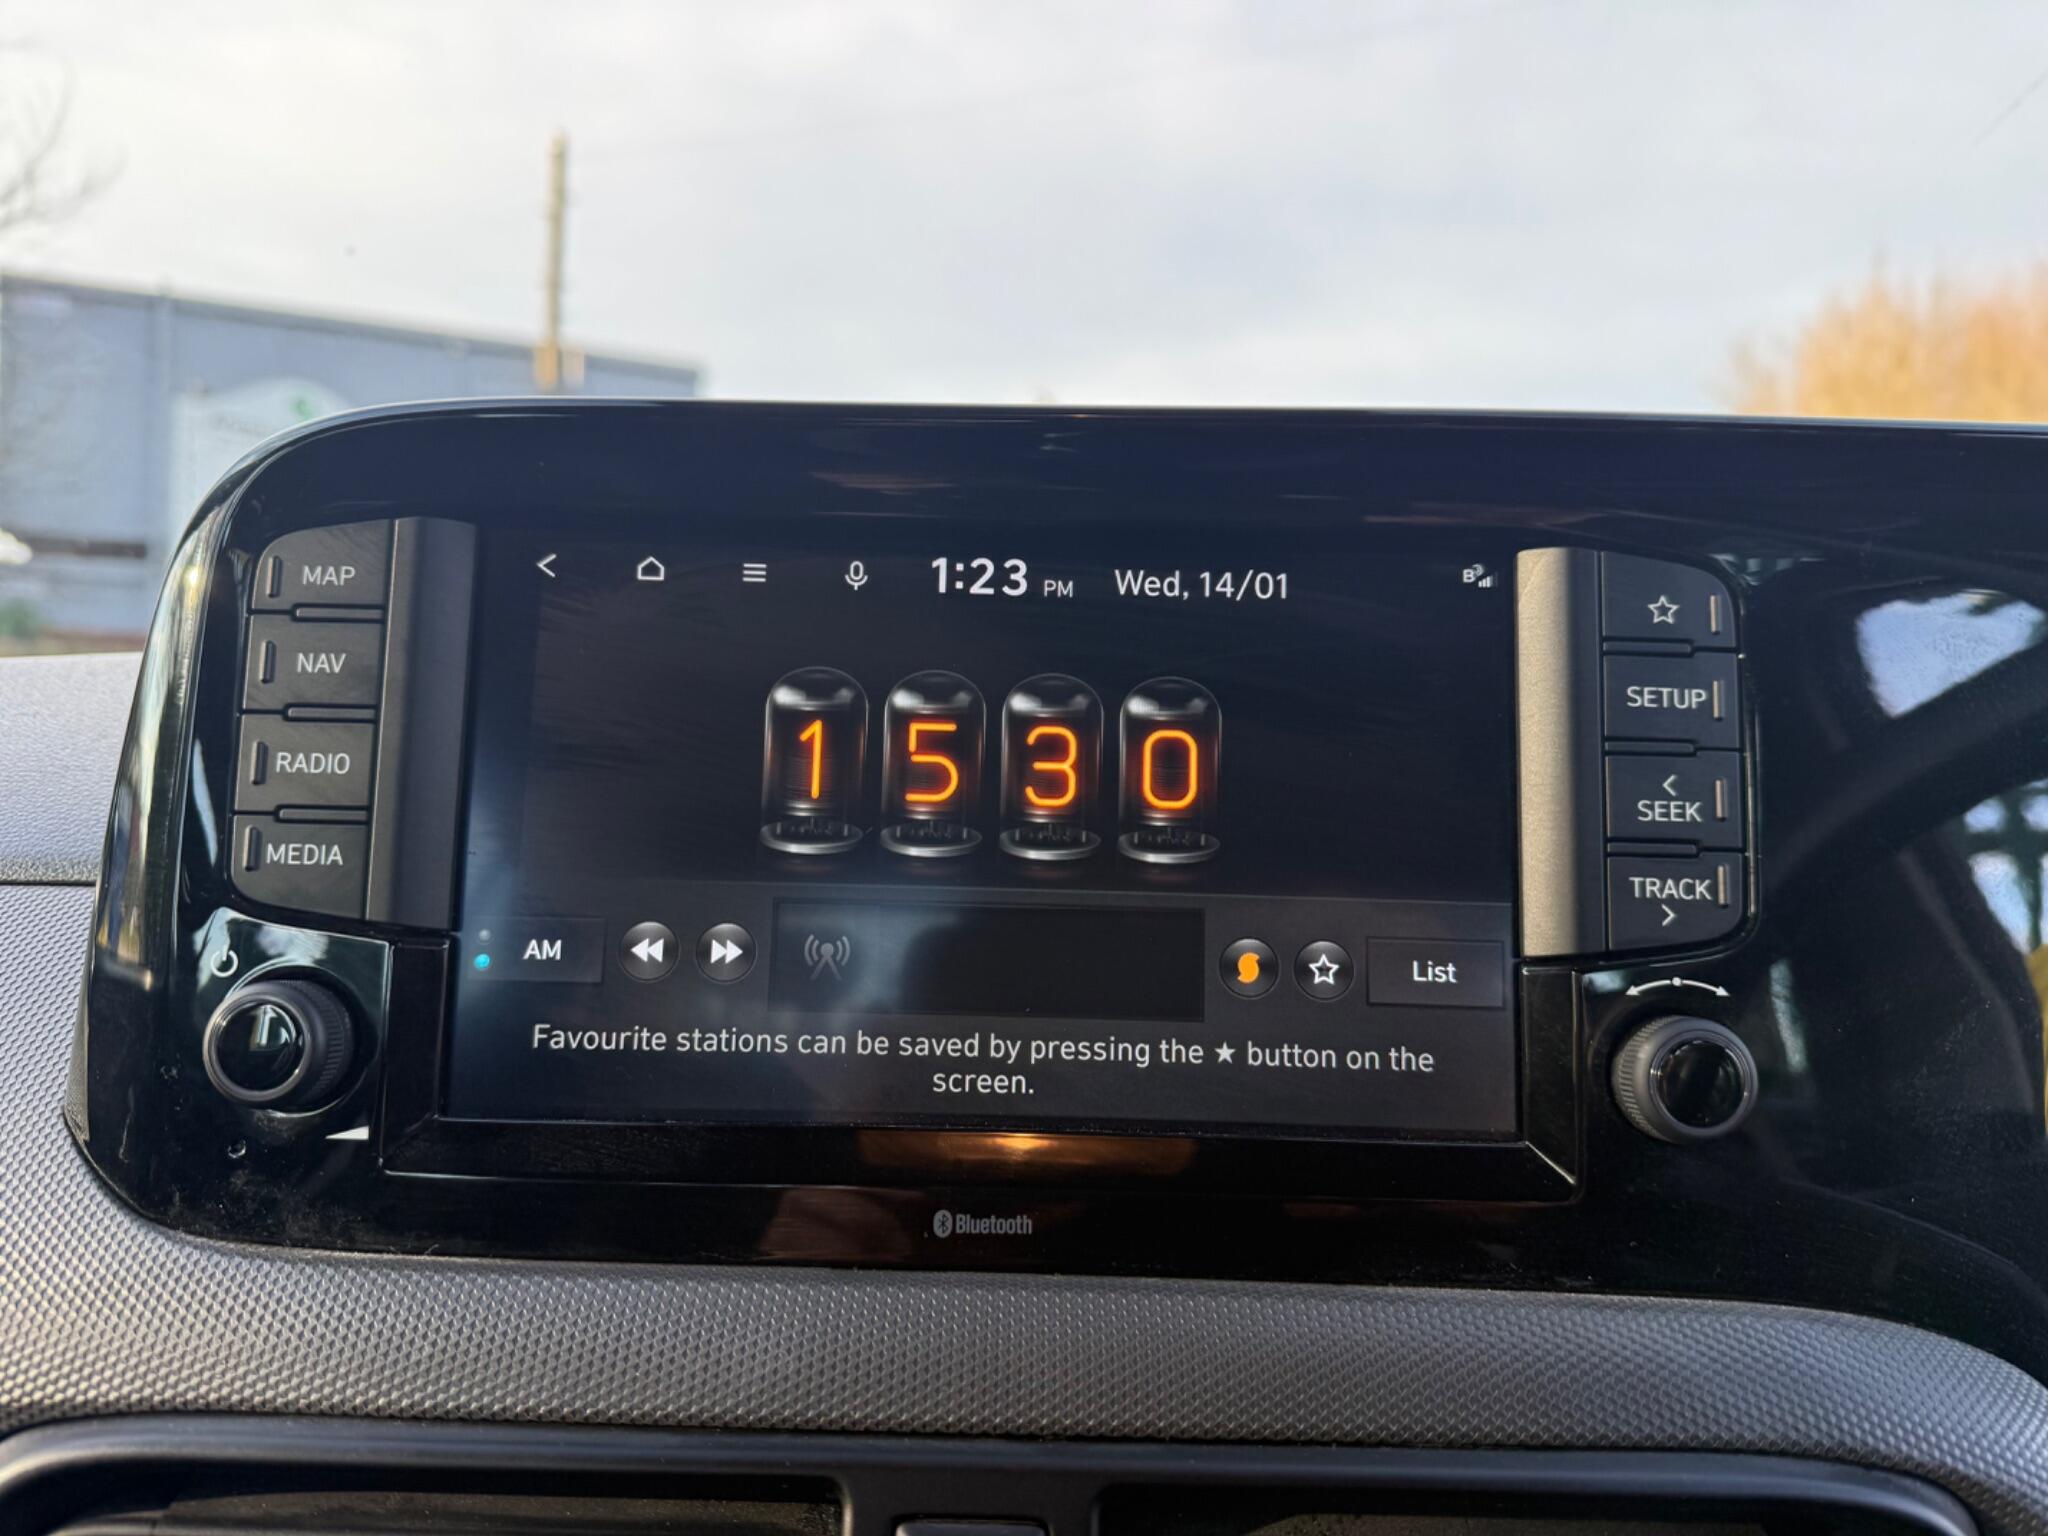 1:23 PM Wed, 14/01
MAP
NAV
RADIO
MEDIA
1530
AM
List
Favourite stations can be saved by pressing the ★ button on the
screen.
SETUP
<
SEEK
TRACK
>
Bluetooth